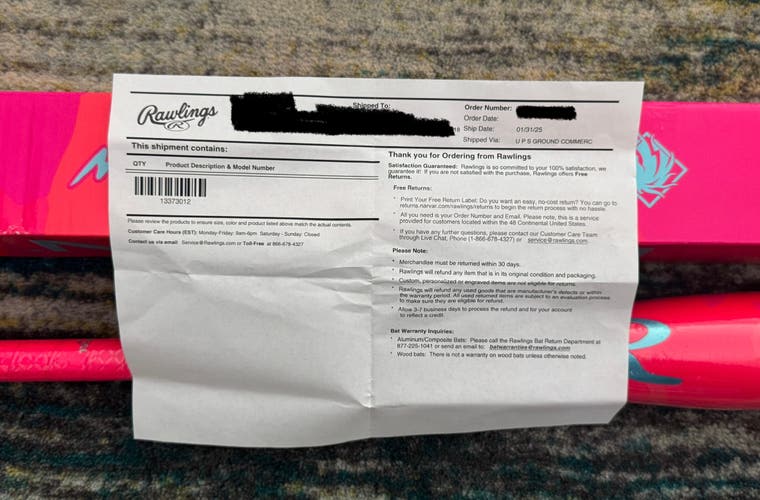 Rawlings
Shipped To:
Order Number:
Order Date:
18 Ship Date: 01/31/25
Shipped Via: U P S GROUND COMMERC
This shipment contains:
QTY Product Description & Model Number
13373012
Please review the products to ensure size, color and product listed above match the actual contents.
Customer Care Hours (EST): Monday-Friday: 9am-6pm Saturday - Sunday: Closed
Contact us via email: Service@Rawlings.com or Toll-Free at 866-678-4327
Thank you for Ordering from Rawlings
Satisfaction Guaranteed: Rawlings is so committed to your 100% satisfaction, we
guarantee it! If you are not satisfied with the purchase, Rawlings offers Free
Returns.
Free Returns:
* Print Your Free Return Label: Do you want an easy, no-cost return? You can go to
returns.narvar.com/rawlings/returns to begin the return process with no hassle.
* All you need is your Order Number and Email. Please note, this is a service
provided for customers located within the 48 Continental United States.
* If you have any further questions, please contact our Customer Care Team
through Live Chat, Phone (1-866-678-4327) or service@rawlings.com.
Please Note:
* Merchandise must be returned within 30 days.
* Rawlings will refund any item that is in its original condition and packaging.
* Custom, personalized or engraved items are not eligible for returns.
* Rawlings will refund any used goods that are manufacturer's defects or within
the warranty period. All used returned items are subject to an evaluation process
to make sure they are eligible for refund.
* Allow 3-7 business days to process the refund and for your account
to reflect a credit.
Bat Warranty Inquiries:
* Aluminum/Composite Bats: Please call the Rawlings Bat Return Department at
877-225-1041 or send an email to: batwarranties@rawlings.com
* Wood bats: There is not a warranty on wood bats unless otherwise noted.